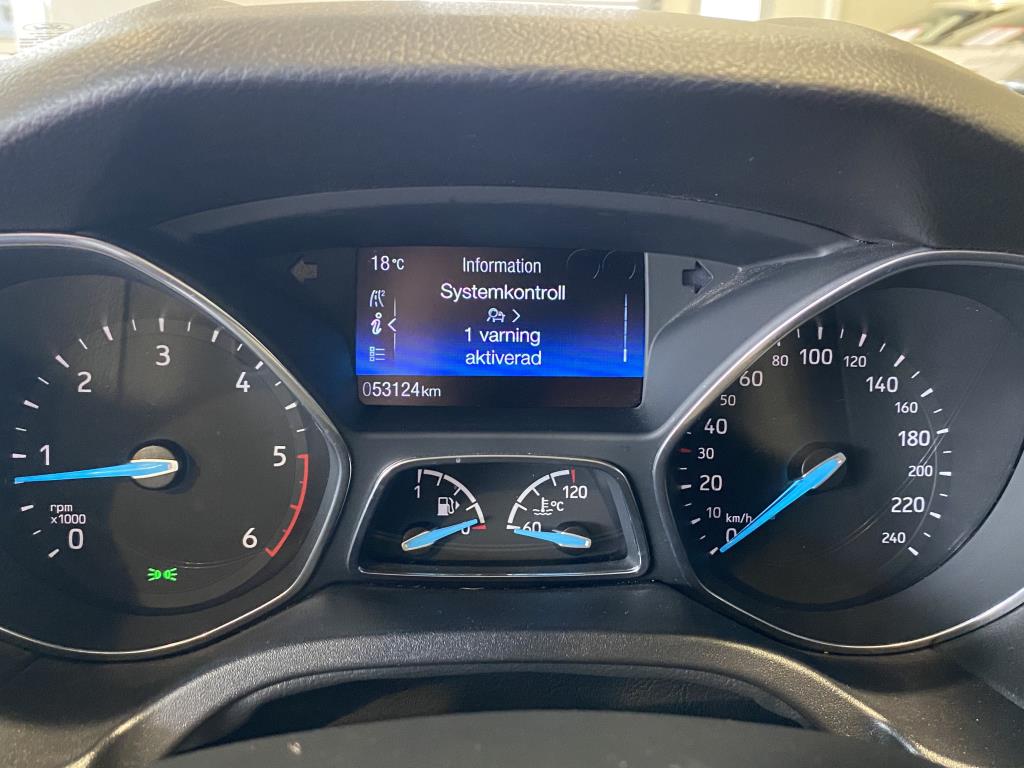 18°C Information
Systemkontroll
1 varning
aktiverad
053124km
0 1 2 3 4 5 6
rpm
x1000
1 0
60 120
°C
0 10 20 30 40 50 60 80 100 120 140 160 180 200 220 240
km/h